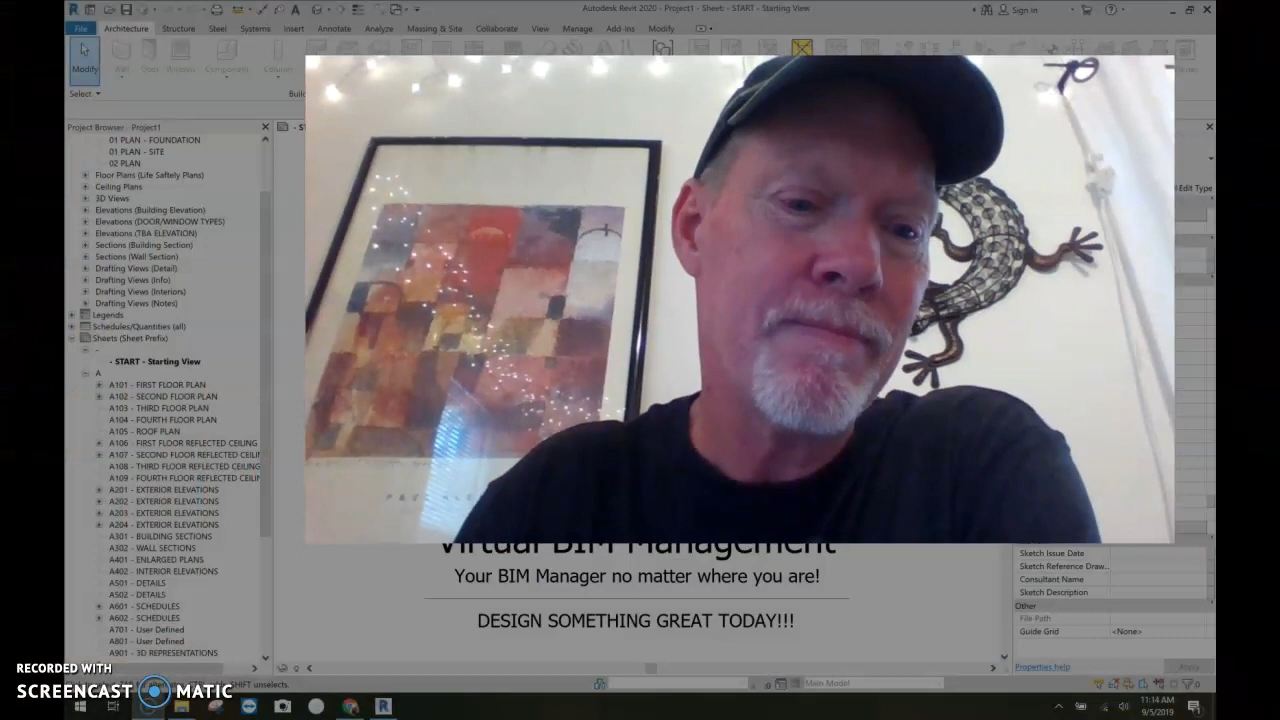 Autodesk Revit 2020 - Project1 - Sheet: - START - Starting View
Sign In
File Architecture Structure Steel Systems Insert Annotate Analyze Massing & Site Collaborate View Manage Add-Ins Modify
Modify
Component
Column
Select
Project Browser - Project1
01 PLAN - FOUNDATION
01 PLAN - SITE
02 PLAN
Floor Plans (Life Saftely Plans)
Ceiling Plans
3D Views
Elevations (Building Elevation)
Elevations (DOOR/WINDOW TYPES)
Elevations (TBA ELEVATION)
Sections (Building Section)
Sections (Wall Section)
Drafting Views (Detail)
Drafting Views (Info)
Drafting Views (Interiors)
Drafting Views (Notes)
Legends
Schedules/Quantities (all)
Sheets (Sheet Prefix)
- START - Starting View
A
A101 - FIRST FLOOR PLAN
A102 - SECOND FLOOR PLAN
A103 - THIRD FLOOR PLAN
A104 - FOURTH FLOOR PLAN
A105 - ROOF PLAN
A106 - FIRST FLOOR REFLECTED CEILING
A107 - SECOND FLOOR REFLECTED CEIL
A108 - THIRD FLOOR REFLECTED CEILING
A109 - FOURTH FLOOR REFLECTED CEILI
A201 - EXTERIOR ELEVATIONS
A202 - EXTERIOR ELEVATIONS
A203 - EXTERIOR ELEVATIONS
A204 - EXTERIOR ELEVATIONS
A301 - BUILDING SECTIONS
A302 - WALL SECTIONS
A401 - ENLARGED PLANS
A402 - INTERIOR ELEVATIONS
A501 - DETAILS
A502 - DETAILS
A601 - SCHEDULES
A602 - SCHEDULES
A701 - User Defined
A801 - User Defined
A901 - 3D REPRESENTATIONS
Edit Type
Virtual BIM Management
Your BIM Manager no matter where you are!
DESIGN SOMETHING GREAT TODAY!!!
Sketch Issue Date
Sketch Reference Draw...
Consultant Name
Sketch Description
Other
File Path
Guide Grid <None>
Properties help
Apply
Main Model
RECORDED WITH
SCREENCAST MATIC
SHIFT unselects.
11:14 AM
9/5/2019